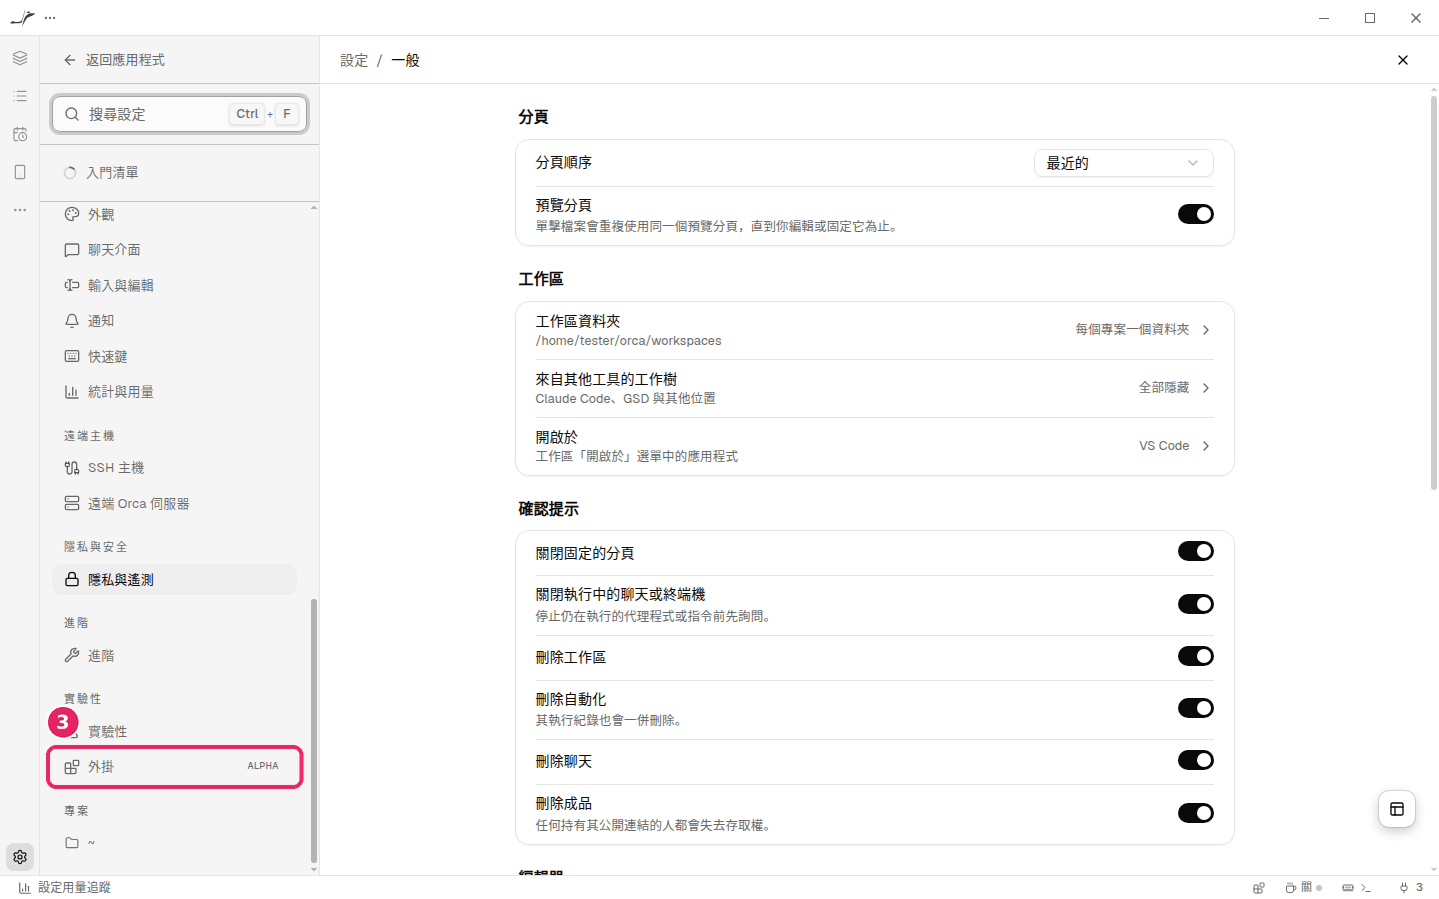 返回應用程式
搜尋設定
Ctrl + F
入門清單
外觀
聊天介面
輸入與編輯
通知
快速鍵
統計與用量
遠端主機
SSH 主機
遠端 Orca 伺服器
隱私與安全
隱私與遙測
進階
進階
實驗性
3
實驗性
外掛
ALPHA
專案
~
設定 / 一般
分頁
分頁順序
最近的
預覽分頁
單擊檔案會重複使用同一個預覽分頁，直到你編輯或固定它為止。
工作區
工作區資料夾
/home/tester/orca/workspaces
每個專案一個資料夾
來自其他工具的工作樹
Claude Code、GSD 與其他位置
全部隱藏
開啟於
工作區「開啟於」選單中的應用程式
VS Code
確認提示
關閉固定的分頁
關閉執行中的聊天或終端機
停止仍在執行的代理程式或指令前先詢問。
刪除工作區
刪除自動化
其執行紀錄也會一併刪除。
刪除聊天
刪除成品
任何持有其公開連結的人都會失去存取權。
設定用量追蹤
關
3